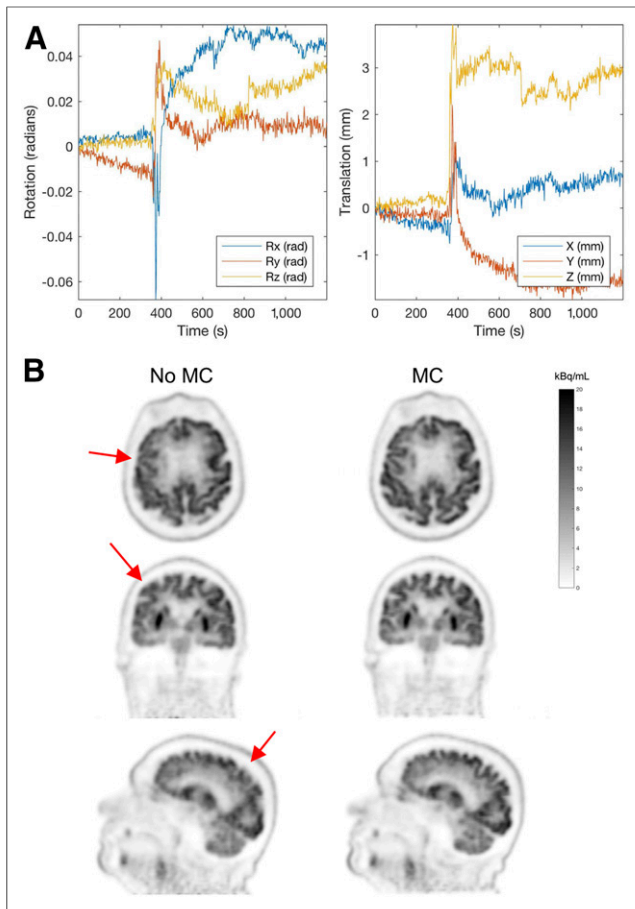 A
Rotation (radians)
0.04
0.02
0
-0.02
-0.04
-0.06
Rx (rad)
Ry (rad)
Rz (rad)
0 200 400 600 800 1,000
Time (s)
Translation (mm)
3
2
1
0
-1
X (mm)
Y (mm)
Z (mm)
0 200 400 600 800 1,000
Time (s)
B
No MC
MC
kBq/mL
20
18
16
14
12
10
8
6
4
2
0